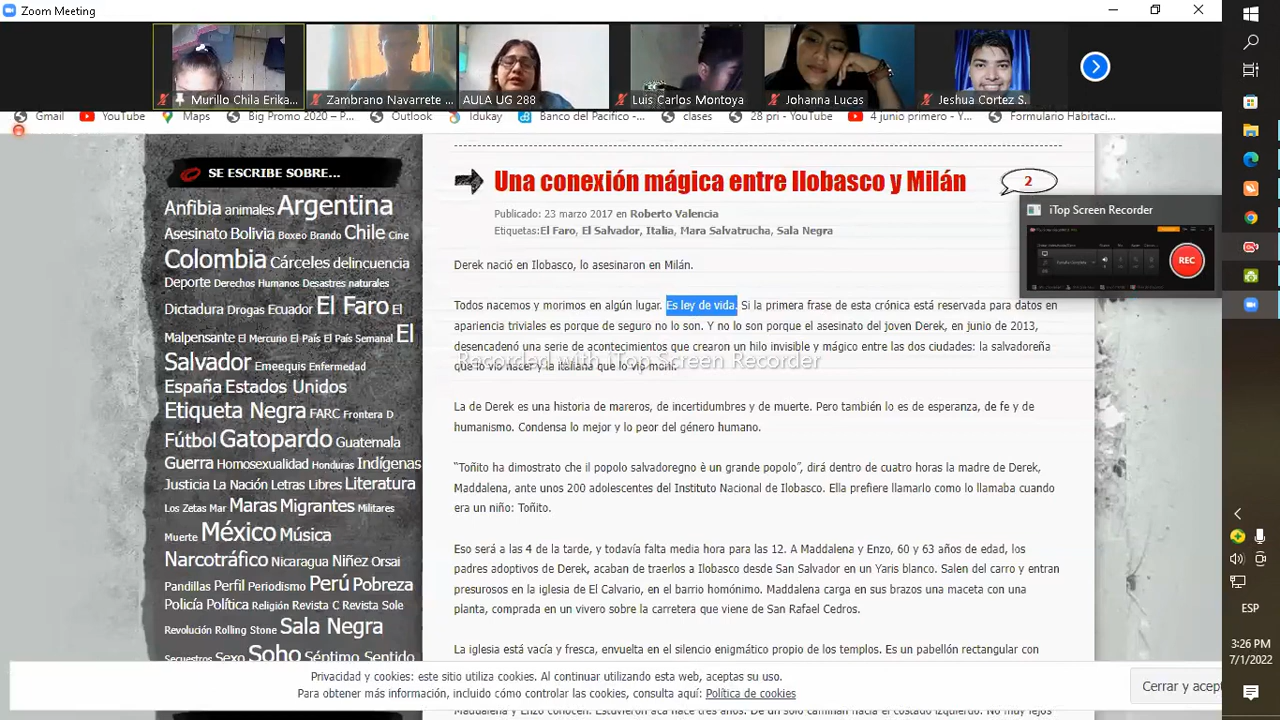 Zoom Meeting
Murillo Chila Erika...
Zambrano Navarrete ...
AULA UG 288
Luis Carlos Montoya
Johanna Lucas
Jeshua Cortez S.
Gmail YouTube Maps Big Promo 2020 – P... Outlook Idukay Banco del Pacifico -... clases 28 pri - YouTube 4 junio primero - Y... Formulario Habitaci...
SE ESCRIBE SOBRE...
Anfibia animales Argentina
Asesinato Bolivia Boxeo Brando Chile Cine
Colombia Cárceles delincuencia
Deporte Derechos Humanos Desastres naturales
Dictadura Drogas Ecuador El Faro El
Malpensante El Mercurio El País El País Semanal El
Salvador Emeequis Enfermedad
España Estados Unidos
Etiqueta Negra FARC Frontera D
Fútbol Gatopardo Guatemala
Guerra Homosexualidad Honduras Indígenas
Justicia La Nación Letras Libres Literatura
Los Zetas Mar Maras Migrantes Militares
Muerte México Música
Narcotráfico Nicaragua Niñez Orsai
Pandillas Perfil Periodismo Perú Pobreza
Policía Política Religión Revista C Revista Sole
Revolución Rolling Stone Sala Negra
Secuestros Sexo Soho Séptimo Sentido
Una conexión mágica entre Ilobasco y Milán
2
Publicado: 23 marzo 2017 en Roberto Valencia
Etiquetas:El Faro, El Salvador, Italia, Mara Salvatrucha, Sala Negra
Derek nació en Ilobasco, lo asesinaron en Milán.
Todos nacemos y morimos en algún lugar. Es ley de vida. Si la primera frase de esta crónica está reservada para datos en
apariencia triviales es porque de seguro no lo son. Y no lo son porque el asesinato del joven Derek, en junio de 2013,
desencadenó una serie de acontecimientos que crearon un hilo invisible y mágico entre las dos ciudades: la salvadoreña
que lo vio nacer y la italiana que lo vio morir.
Recorded with iTop Screen Recorder
La de Derek es una historia de mareros, de incertidumbres y de muerte. Pero también lo es de esperanza, de fe y de
humanismo. Condensa lo mejor y lo peor del género humano.
“Toñito ha dimostrato che il popolo salvadoregno è un grande popolo”, dirá dentro de cuatro horas la madre de Derek,
Maddalena, ante unos 200 adolescentes del Instituto Nacional de Ilobasco. Ella prefiere llamarlo como lo llamaba cuando
era un niño: Toñito.
Eso será a las 4 de la tarde, y todavía falta media hora para las 12. A Maddalena y Enzo, 60 y 63 años de edad, los
padres adoptivos de Derek, acaban de traerlos a Ilobasco desde San Salvador en un Yaris blanco. Salen del carro y entran
presurosos en la iglesia de El Calvario, en el barrio homónimo. Maddalena carga en sus brazos una maceta con una
planta, comprada en un vivero sobre la carretera que viene de San Rafael Cedros.
La iglesia está vacía y fresca, envuelta en el silencio enigmático propio de los templos. Es un pabellón rectangular con
Privacidad y cookies: este sitio utiliza cookies. Al continuar utilizando esta web, aceptas su uso.
Para obtener más información, incluido cómo controlar las cookies, consulta aquí: Política de cookies
Cerrar y acept
Maddalena y Enzo conocen. Estuvieron acá hace un año. De un solo caminan hacia el costado izquierdo. No muy lejos
iTop Screen Recorder
REC
ESP
3:26 PM
7/1/2022